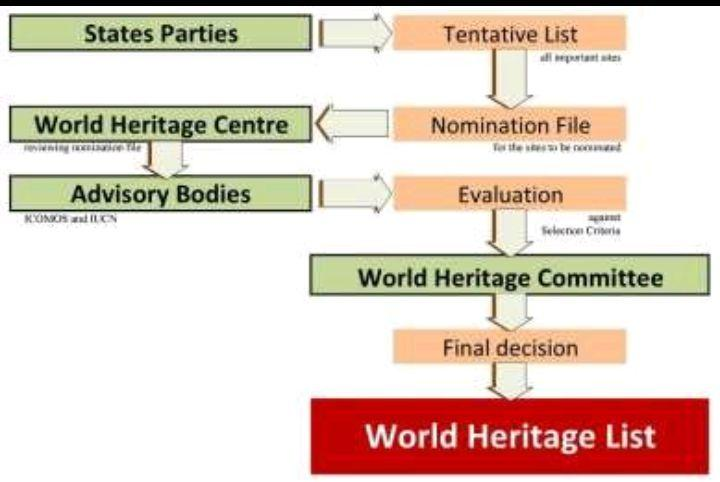 States Parties
Tentative List
all important sites
World Heritage Centre
Nomination File
reviewing nomination file
for the sites to be nominated
Advisory Bodies
Evaluation
ICOMOS and IUCN
against
Selection Criteria
World Heritage Committee
Final decision
World Heritage List